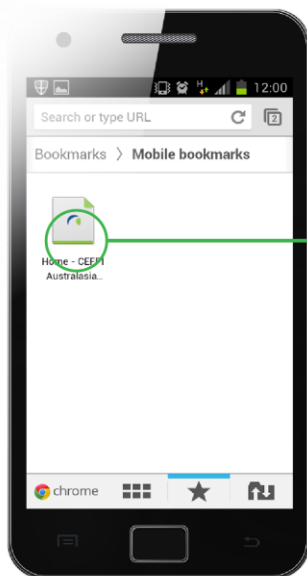 H
12:00
Search or type URL
2
Bookmarks > Mobile bookmarks
Home - CEFPI
Australasia...
chrome